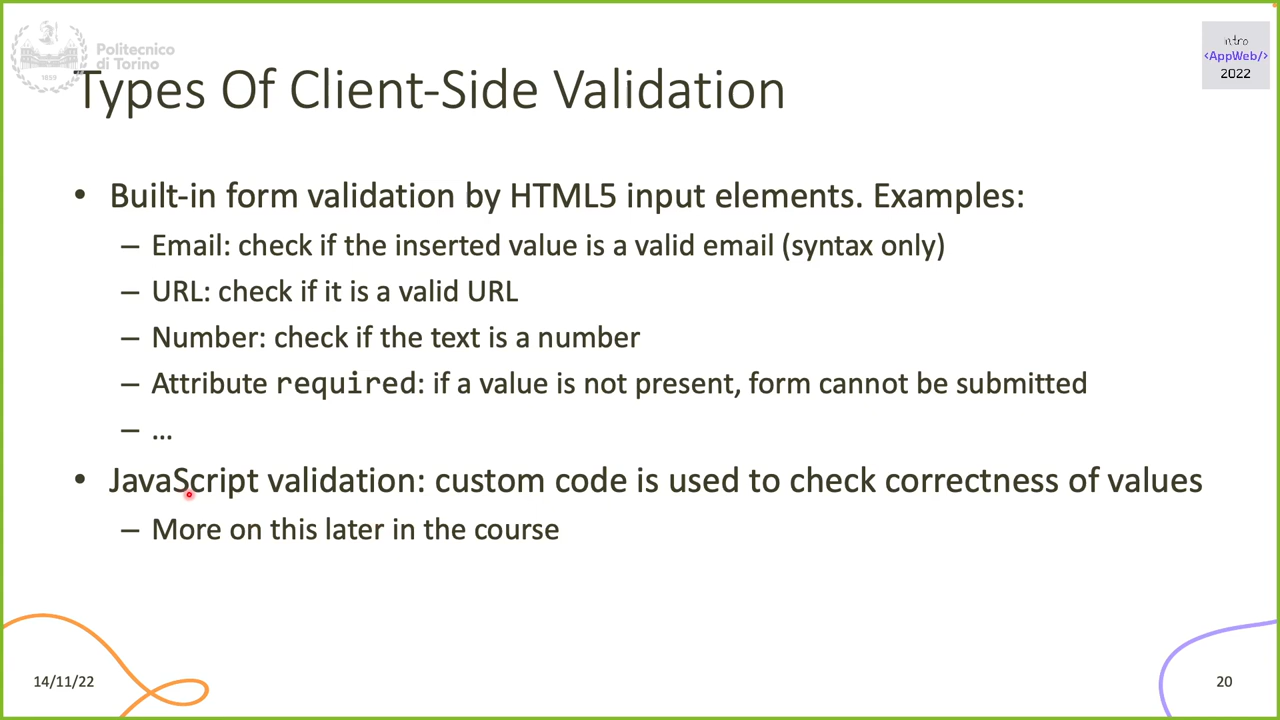 Politecnico
di Torino
1859
intro
<AppWeb/>
2022
Types Of Client-Side Validation
• Built-in form validation by HTML5 input elements. Examples:
– Email: check if the inserted value is a valid email (syntax only)
– URL: check if it is a valid URL
– Number: check if the text is a number
– Attribute required: if a value is not present, form cannot be submitted
– …
• JavaScript validation: custom code is used to check correctness of values
– More on this later in the course
14/11/22
20